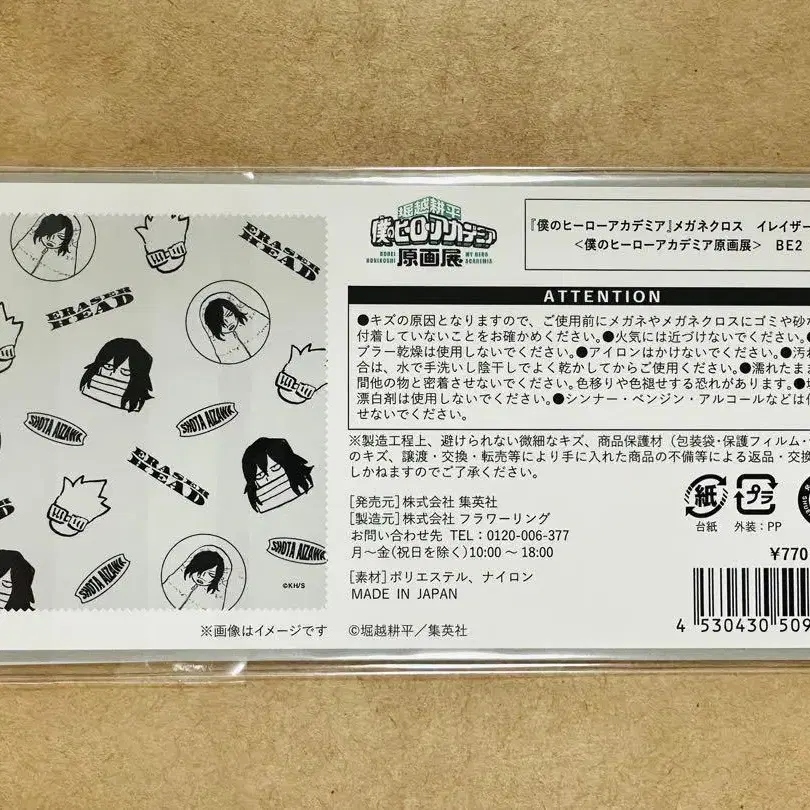 ERASER HEAD
ERASER HEAD
SHOTA AIZAWA
SHOTA AIZAWA
ERASER HEAD
SHOTA AIZAWA
SHOTA AIZAWA
©KH/S
※画像はイメージです
堀越耕平
僕のヒーローアカデミア
KOHEI HORIKOSHI MY HERO ACADEMIA
原画展
『僕のヒーローアカデミア』メガネクロス イレイザー
<僕のヒーローアカデミア原画展> BE2
ATTENTION
●キズの原因となりますので、ご使用前にメガネやメガネクロスにゴミや砂な
付着していないことをお確かめください。●火気には近づけないでください。
ブラー乾燥は使用しないでください。●アイロンはかけないでください。●汚れ
合は、水で手洗いし陰干しでよく乾かしてからご使用ください。●濡れたまま
間他の物と密着させないでください。色移りや色褪せする恐れがあります。●
漂白剤は使用しないでください。●シンナー・ベンジン・アルコールなどは
せないでください。
※製造工程上、避けられない微細なキズ、商品保護材(包装袋・保護フィルム・
のキズ、譲渡・交換・転売等により手に入れた商品の不備等による返品・交換
しかねますのでご了承ください。
[発売元]株式会社 集英社
[製造元]株式会社 フラワーリング
お問い合わせ先 TEL:0120-006-377
月〜金(祝日を除く)10:00 〜 18:00
[素材]ポリエステル、ナイロン
MADE IN JAPAN
©堀越耕平/集英社
紙
台紙
プラ
外装:PP
¥770
4 530430 509